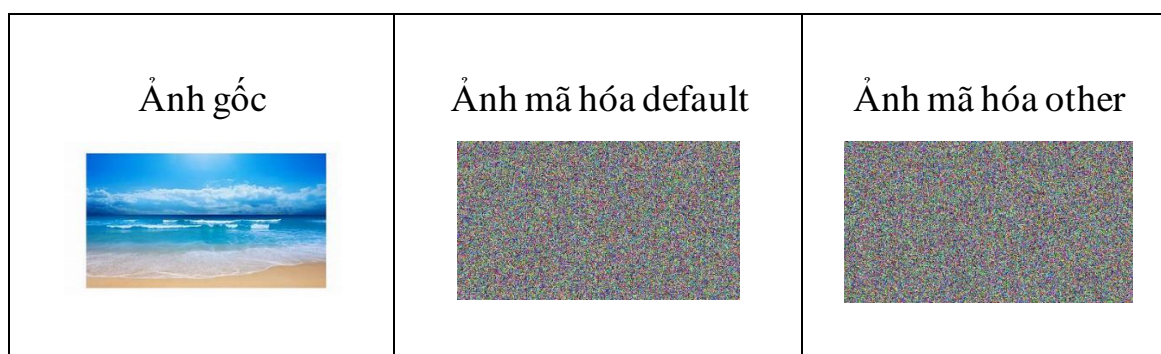 Ảnh gốc
Ảnh mã hóa default
Ảnh mã hóa other